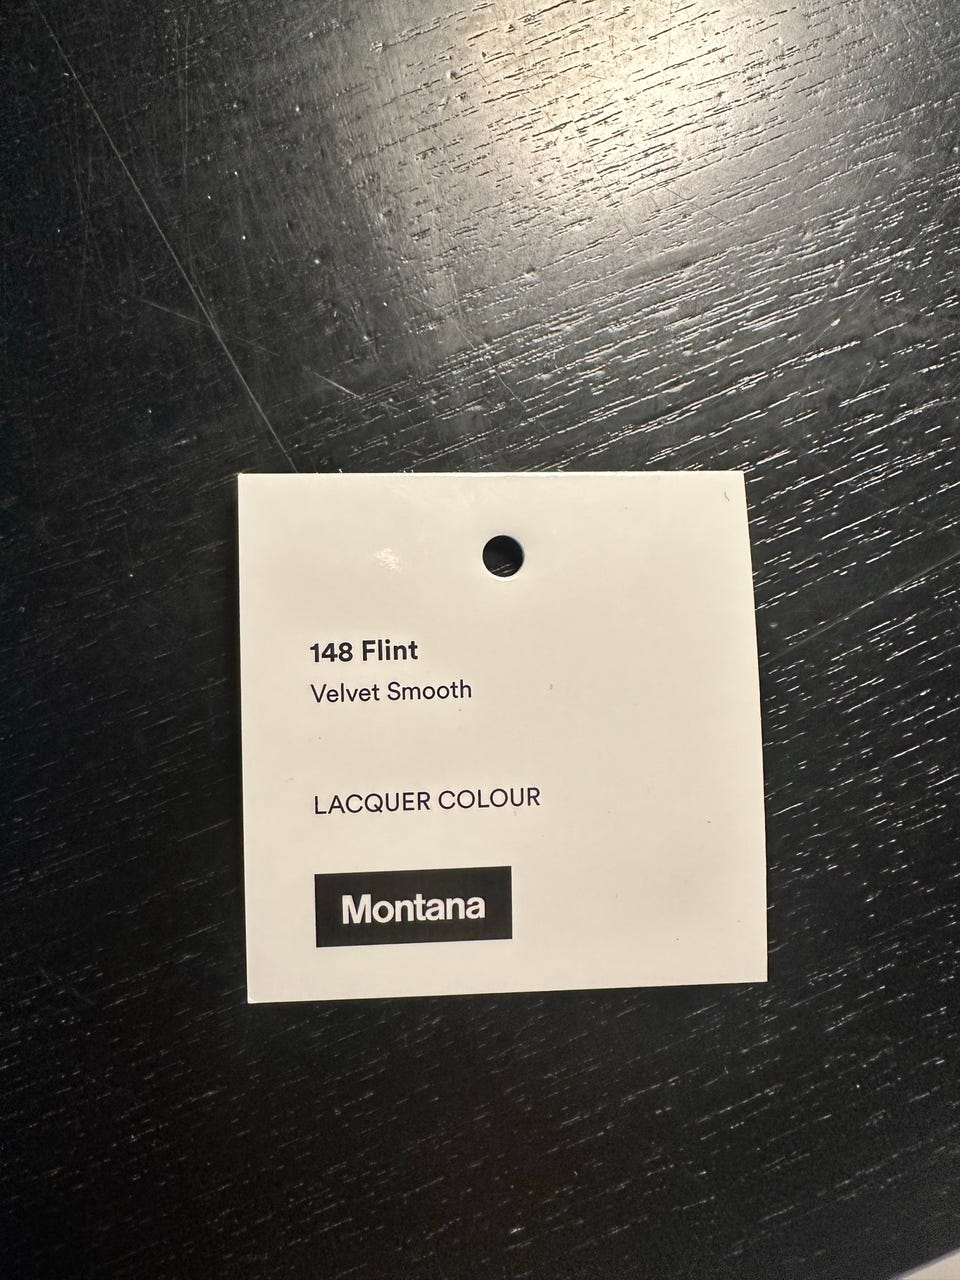 148 Flint
Velvet Smooth
LACQUER COLOUR
Montana